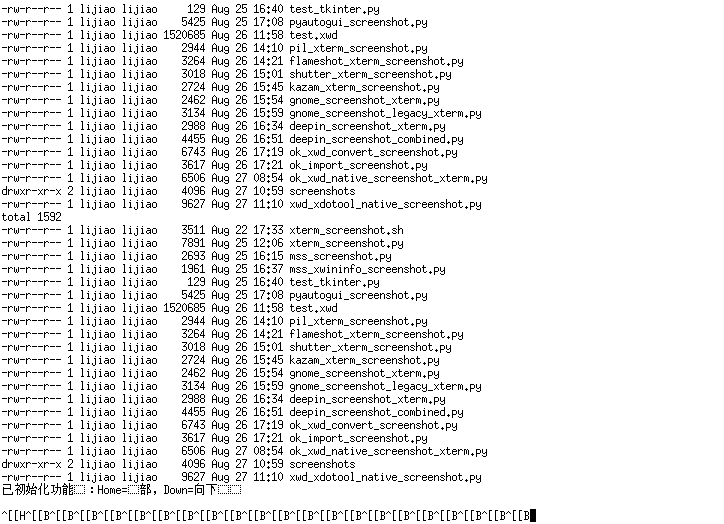 -rw-r--r-- 1 lijiao lijiao     129 Aug 25 16:40 test_tkinter.py
-rw-r--r-- 1 lijiao lijiao    5425 Aug 25 17:08 pyautogui_screenshot.py
-rw-r--r-- 1 lijiao lijiao 1520685 Aug 26 11:58 test.xwd
-rw-r--r-- 1 lijiao lijiao    2944 Aug 26 14:10 pil_xterm_screenshot.py
-rw-r--r-- 1 lijiao lijiao    3264 Aug 26 14:21 flameshot_xterm_screenshot.py
-rw-r--r-- 1 lijiao lijiao    3018 Aug 26 15:01 shutter_xterm_screenshot.py
-rw-r--r-- 1 lijiao lijiao    2724 Aug 26 15:45 kazam_xterm_screenshot.py
-rw-r--r-- 1 lijiao lijiao    2462 Aug 26 15:54 gnome_screenshot_xterm.py
-rw-r--r-- 1 lijiao lijiao    3134 Aug 26 15:59 gnome_screenshot_legacy_xterm.py
-rw-r--r-- 1 lijiao lijiao    2988 Aug 26 16:34 deepin_screenshot_xterm.py
-rw-r--r-- 1 lijiao lijiao    4455 Aug 26 16:51 deepin_screenshot_combined.py
-rw-r--r-- 1 lijiao lijiao    6743 Aug 26 17:19 ok_xwd_convert_screenshot.py
-rw-r--r-- 1 lijiao lijiao    3617 Aug 26 17:21 ok_import_screenshot.py
-rw-r--r-- 1 lijiao lijiao    6506 Aug 27 08:54 ok_xwd_native_screenshot_xterm.py
drwxr-xr-x 2 lijiao lijiao    4096 Aug 27 10:59 screenshots
-rw-r--r-- 1 lijiao lijiao    9627 Aug 27 11:10 xwd_xdotool_native_screenshot.py
total 1592
-rw-r--r-- 1 lijiao lijiao    3511 Aug 22 17:33 xterm_screenshot.sh
-rw-r--r-- 1 lijiao lijiao    7891 Aug 25 12:06 xterm_screenshot.py
-rw-r--r-- 1 lijiao lijiao    2693 Aug 25 16:15 mss_screenshot.py
-rw-r--r-- 1 lijiao lijiao    1961 Aug 25 16:37 mss_xwininfo_screenshot.py
-rw-r--r-- 1 lijiao lijiao     129 Aug 25 16:40 test_tkinter.py
-rw-r--r-- 1 lijiao lijiao    5425 Aug 25 17:08 pyautogui_screenshot.py
-rw-r--r-- 1 lijiao lijiao 1520685 Aug 26 11:58 test.xwd
-rw-r--r-- 1 lijiao lijiao    2944 Aug 26 14:10 pil_xterm_screenshot.py
-rw-r--r-- 1 lijiao lijiao    3264 Aug 26 14:21 flameshot_xterm_screenshot.py
-rw-r--r-- 1 lijiao lijiao    3018 Aug 26 15:01 shutter_xterm_screenshot.py
-rw-r--r-- 1 lijiao lijiao    2724 Aug 26 15:45 kazam_xterm_screenshot.py
-rw-r--r-- 1 lijiao lijiao    2462 Aug 26 15:54 gnome_screenshot_xterm.py
-rw-r--r-- 1 lijiao lijiao    3134 Aug 26 15:59 gnome_screenshot_legacy_xterm.py
-rw-r--r-- 1 lijiao lijiao    2988 Aug 26 16:34 deepin_screenshot_xterm.py
-rw-r--r-- 1 lijiao lijiao    4455 Aug 26 16:51 deepin_screenshot_combined.py
-rw-r--r-- 1 lijiao lijiao    6743 Aug 26 17:19 ok_xwd_convert_screenshot.py
-rw-r--r-- 1 lijiao lijiao    3617 Aug 26 17:21 ok_import_screenshot.py
-rw-r--r-- 1 lijiao lijiao    6506 Aug 27 08:54 ok_xwd_native_screenshot_xterm.py
drwxr-xr-x 2 lijiao lijiao    4096 Aug 27 10:59 screenshots
-rw-r--r-- 1 lijiao lijiao    9627 Aug 27 11:10 xwd_xdotool_native_screenshot.py
已初始化功能：Home=部，Down=向下
^[[H^[[B^[[B^[[B^[[B^[[B^[[B^[[B^[[B^[[B^[[B^[[B^[[B^[[B^[[B^[[B^[[B^[[B^[[B^[[B^[[B^[[B